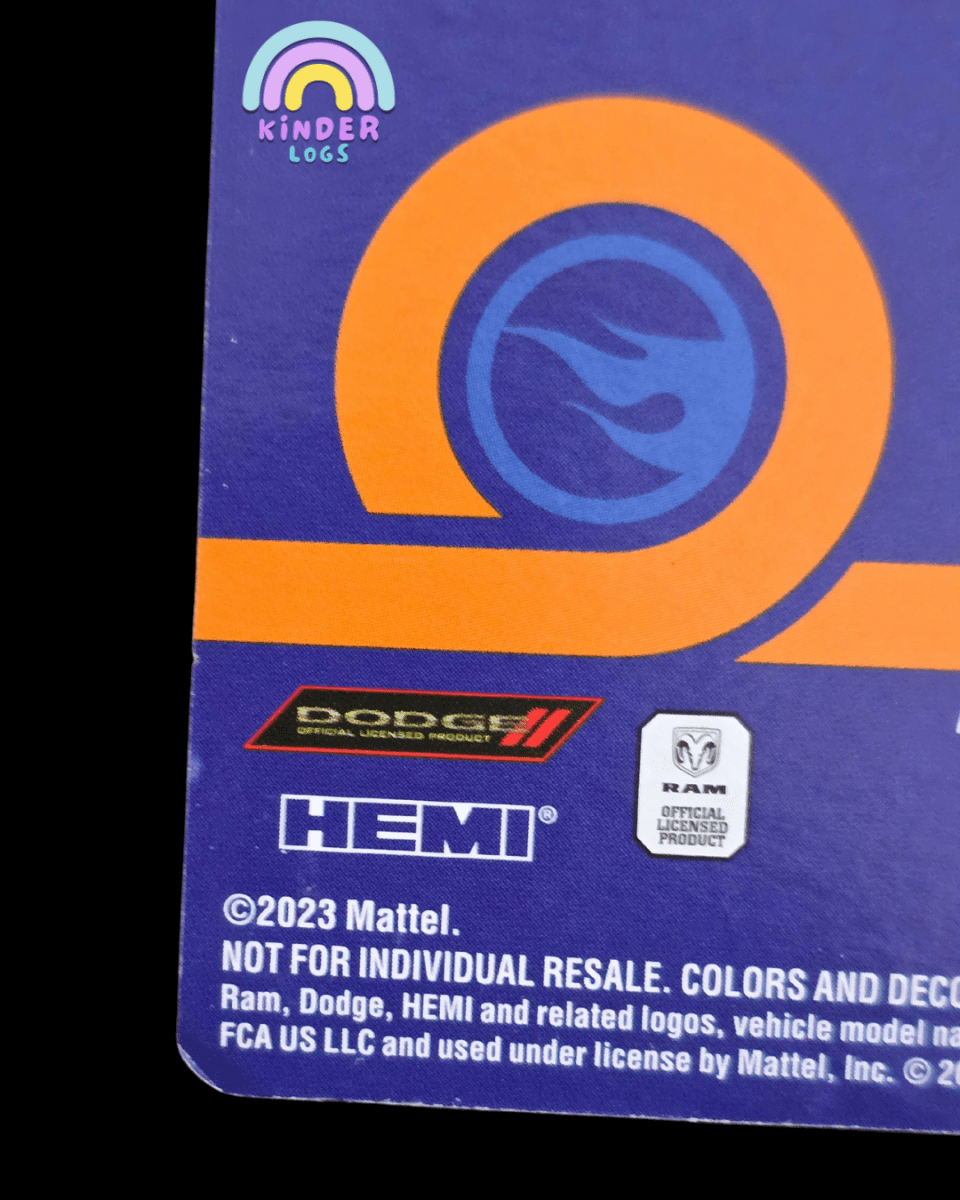 KiNDER
LOGS
DODGE
OFFICIAL LICENSED PRODUCT
RAM
OFFICIAL
LICENSED
PRODUCT
HEMI®
©2023 Mattel.
NOT FOR INDIVIDUAL RESALE. COLORS AND DECO
Ram, Dodge, HEMI and related logos, vehicle model na
FCA US LLC and used under license by Mattel, Inc. © 20